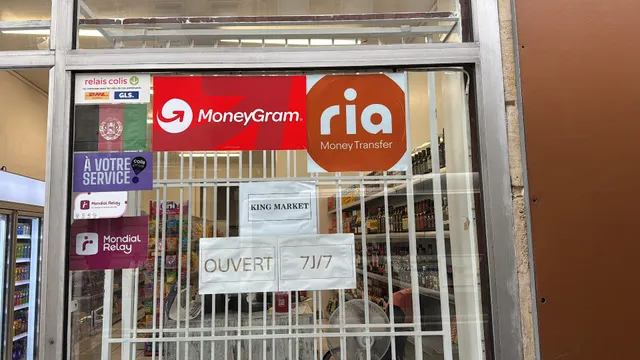 relais colis
DHL
GLS.
MoneyGram
ria
Money Transfer
À VOTRE
SERVICE
Mondial Relay
Mondial
Relay
KING MARKET
OUVERT
7J/7